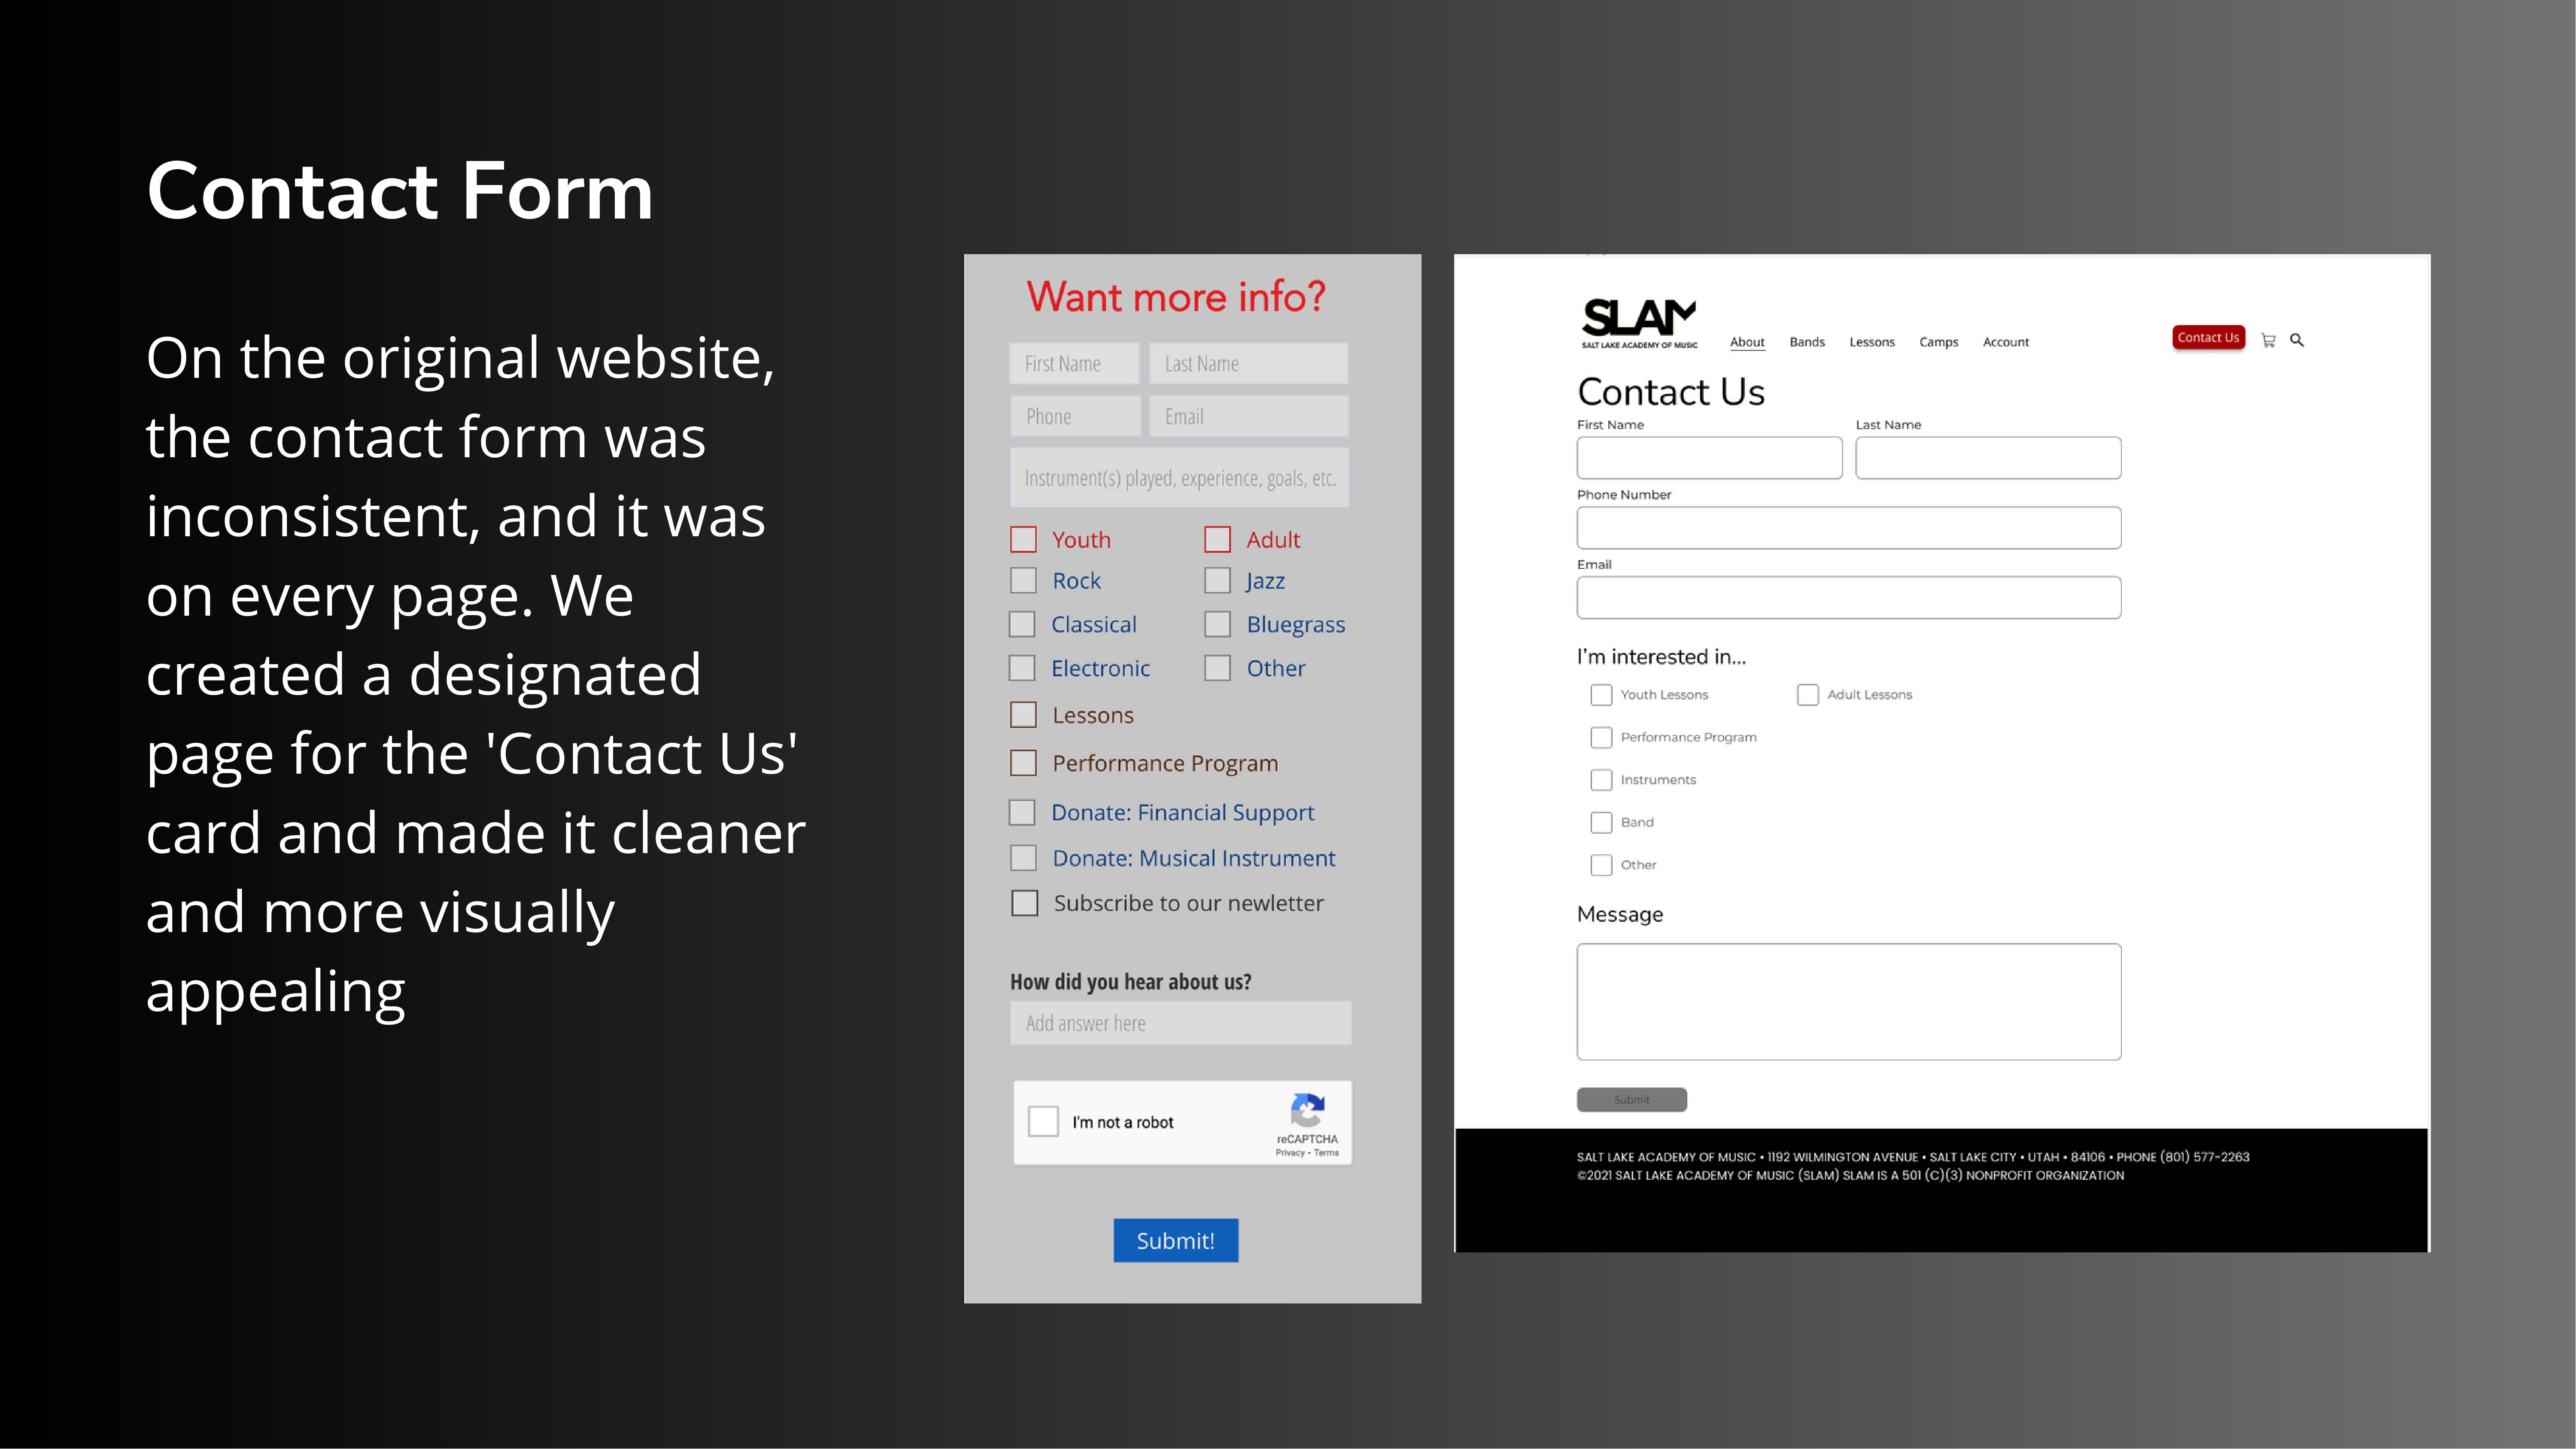 Contact Form
On the original website,
the contact form was
inconsistent, and it was
on every page. We
created a designated
page for the 'Contact Us'
card and made it cleaner
and more visually
appealing
Want more info?
First Name Last Name
Phone Email
Instrument(s) played, experience, goals, etc.
Youth Adult
Rock Jazz
Classical Bluegrass
Electronic Other
Lessons
Performance Program
Donate: Financial Support
Donate: Musical Instrument
Subscribe to our newletter
How did you hear about us?
Add answer here
I'm not a robot
reCAPTCHA
Privacy - Terms
Submit!
SLAM
SALT LAKE ACADEMY OF MUSIC
About Bands Lessons Camps Account Contact Us
Contact Us
First Name Last Name
Phone Number
Email
I'm interested in...
Youth Lessons Adult Lessons
Performance Program
Instruments
Band
Other
Message
Submit
SALT LAKE ACADEMY OF MUSIC • 1192 WILMINGTON AVENUE • SALT LAKE CITY • UTAH • 84106 • PHONE (801) 577-2263
©2021 SALT LAKE ACADEMY OF MUSIC (SLAM) SLAM IS A 501 (C)(3) NONPROFIT ORGANIZATION